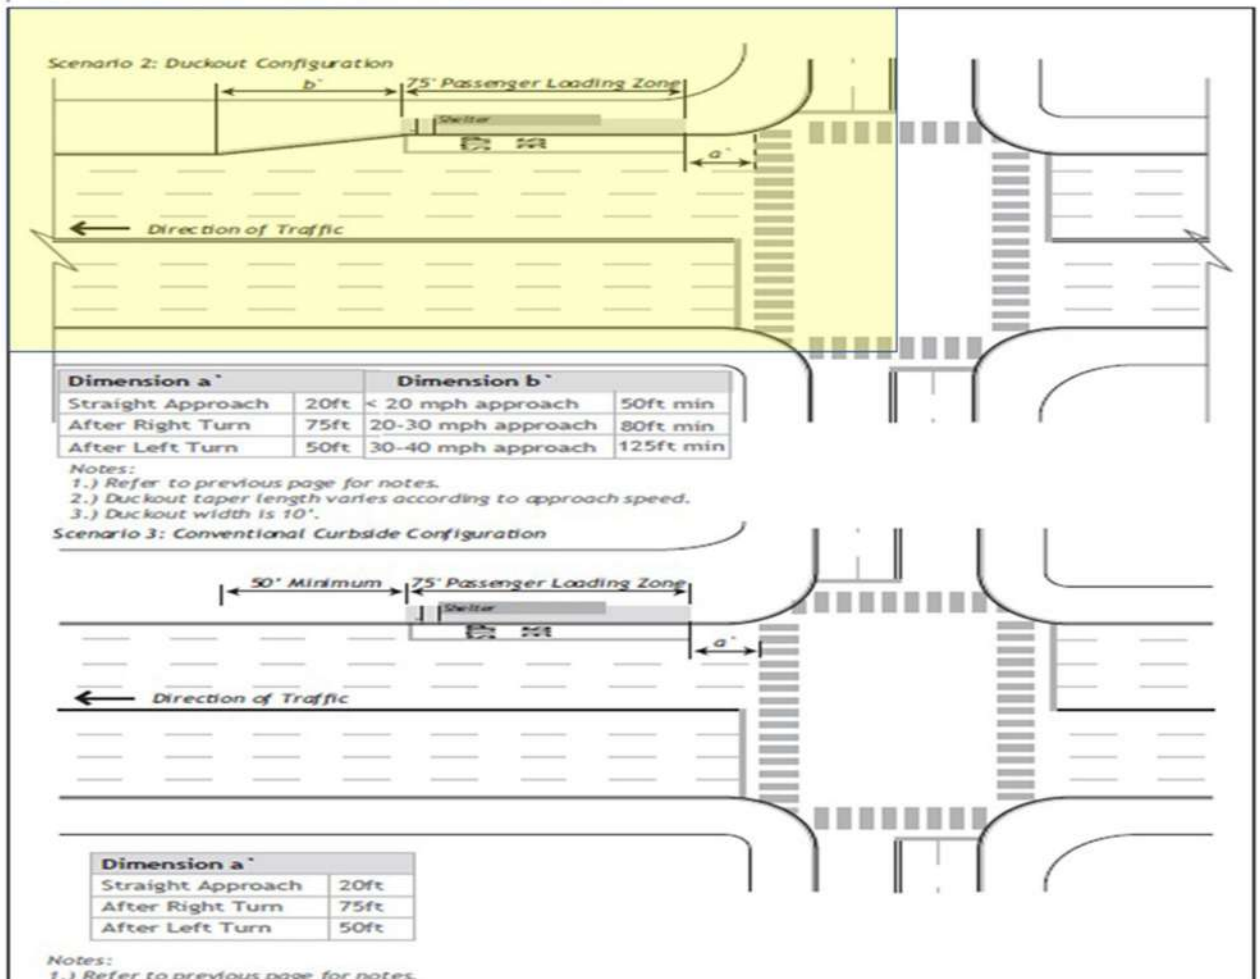 Scenario 2: Duckout Configuration
b` 75' Passenger Loading Zone
Shelter
a`
Direction of Traffic
Dimension a` Dimension b`
Straight Approach 20ft < 20 mph approach 50ft min
After Right Turn 75ft 20-30 mph approach 80ft min
After Left Turn 50ft 30-40 mph approach 125ft min
Notes:
1.) Refer to previous page for notes.
2.) Duckout taper length varies according to approach speed.
3.) Duckout width is 10'.
Scenario 3: Conventional Curbside Configuration
50' Minimum 75' Passenger Loading Zone
Shelter
a`
Direction of Traffic
Dimension a`
Straight Approach 20ft
After Right Turn 75ft
After Left Turn 50ft
Notes:
1.) Refer to previous page for notes.